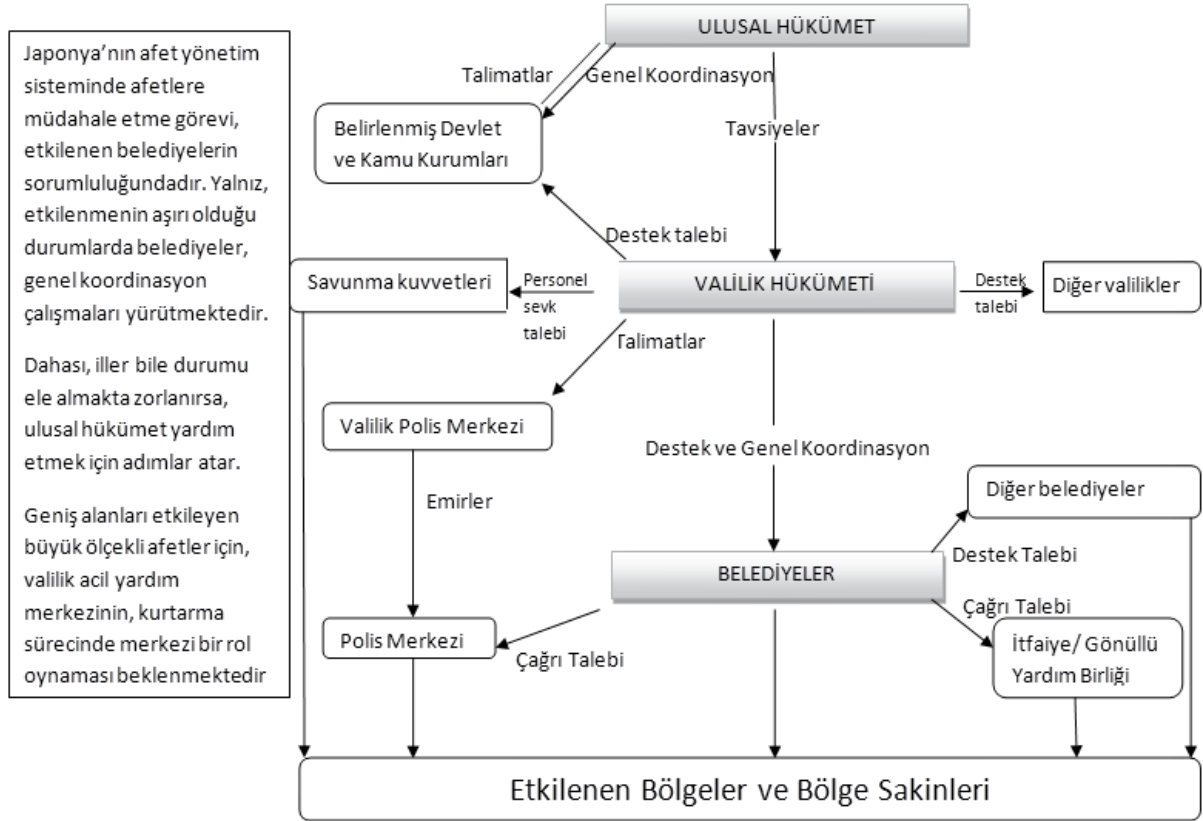 Japonya’nın afet yönetim
sisteminde afetlere
müdahale etme görevi,
etkilenen belediyelerin
sorumluluğundadır. Yalnız,
etkilenmenin aşırı olduğu
durumlarda belediyeler,
genel koordinasyon
çalışmaları yürütmektedir.
Dahası, iller bile durumu
ele almakta zorlanırsa,
ulusal hükümet yardım
etmek için adımlar atar.
Geniş alanları etkileyen
büyük ölçekli afetler için,
valilik acil yardım
merkezinin, kurtarma
sürecinde merkezi bir rol
oynaması beklenmektedir
ULUSAL HÜKÜMET
Talimatlar
Genel Koordinasyon
Belirlenmiş Devlet
ve Kamu Kurumları
Tavsiyeler
Destek talebi
Savunma kuvvetleri
Personel
sevk
talebi
VALİLİK HÜKÜMETİ
Destek
talebi
Diğer valilikler
Talimatlar
Valilik Polis Merkezi
Destek ve Genel Koordinasyon
Emirler
Diğer belediyeler
Destek Talebi
BELEDİYELER
Çağrı Talebi
Polis Merkezi
Çağrı Talebi
İtfaiye/ Gönüllü
Yardım Birliği
Etkilenen Bölgeler ve Bölge Sakinleri